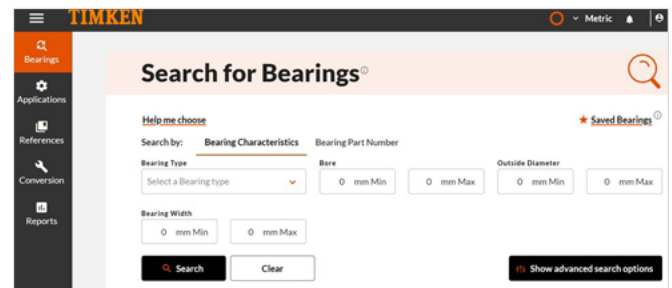 TIMKEN
Metric
Bearings
Applications
References
Conversion
Reports
Search for Bearings
Help me choose
Saved Bearings
Search by: Bearing Characteristics Bearing Part Number
Bearing Type Bore Outside Diameter
Select a Bearing type 0 mm Min 0 mm Max 0 mm Min 0 mm Max
Bearing Width
0 mm Min 0 mm Max
Search Clear Show advanced search options